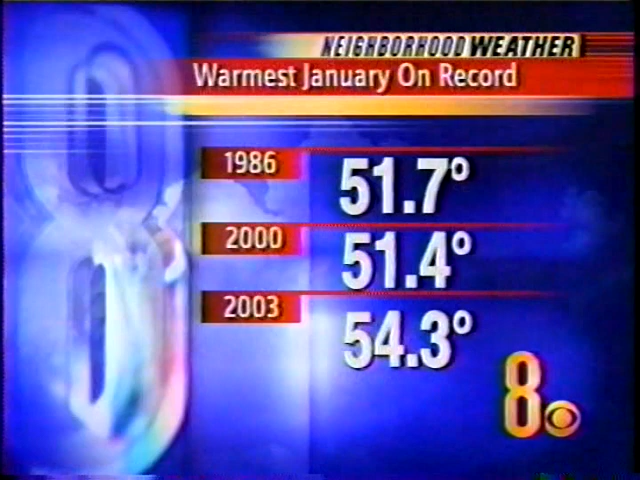 NEIGHBORHOOD WEATHER
Warmest January On Record
1986 51.7°
2000 51.4°
2003 54.3°
8